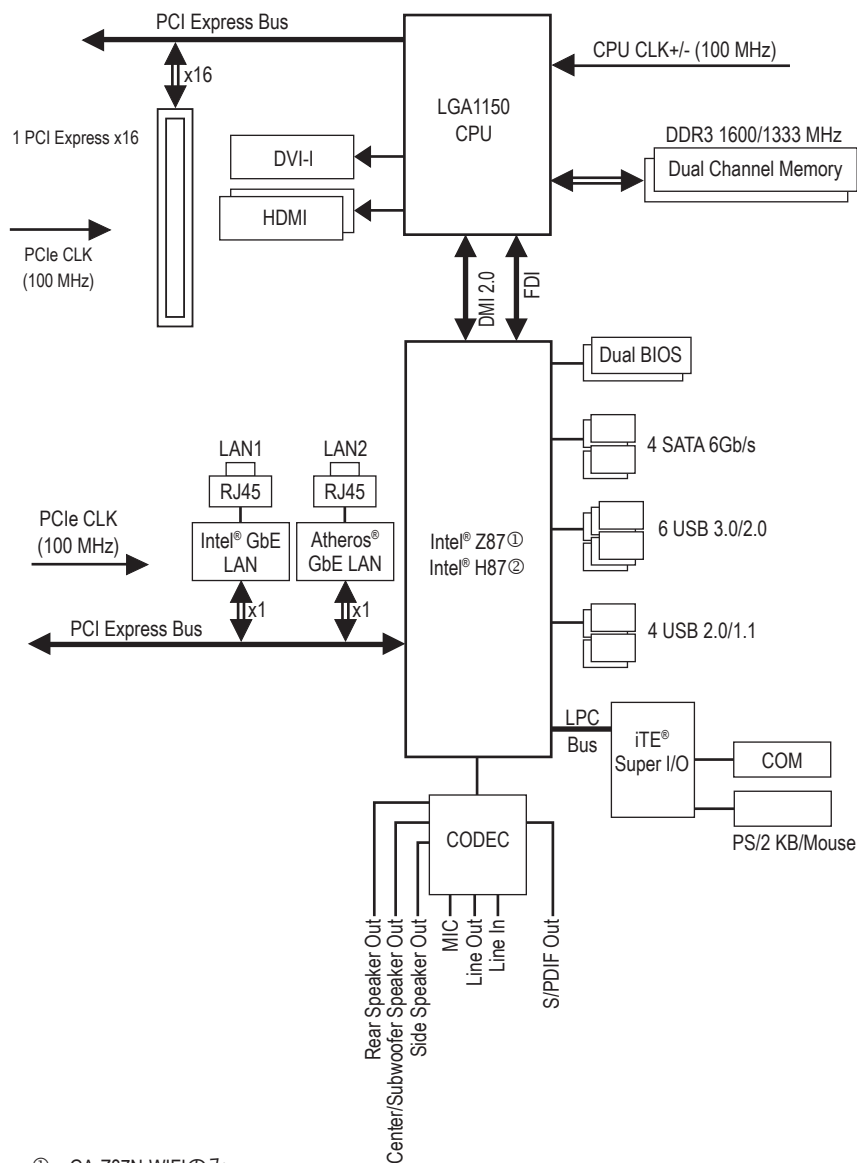 PCI Express Bus
x16
1 PCI Express x16
PCIe CLK
(100 MHz)
LGA1150
CPU
CPU CLK+/- (100 MHz)
DDR3 1600/1333 MHz
Dual Channel Memory
DVI-I
HDMI
DMI 2.0
FDI
Dual BIOS
4 SATA 6Gb/s
6 USB 3.0/2.0
4 USB 2.0/1.1
Intel® Z87①
Intel® H87②
LAN1
LAN2
RJ45
RJ45
Intel® GbE
LAN
Atheros®
GbE LAN
PCIe CLK
(100 MHz)
x1
x1
PCI Express Bus
LPC
Bus
iTE®
Super I/O
COM
PS/2 KB/Mouse
CODEC
Rear Speaker Out
Center/Subwoofer Speaker Out
Side Speaker Out
MIC
Line Out
Line In
S/PDIF Out